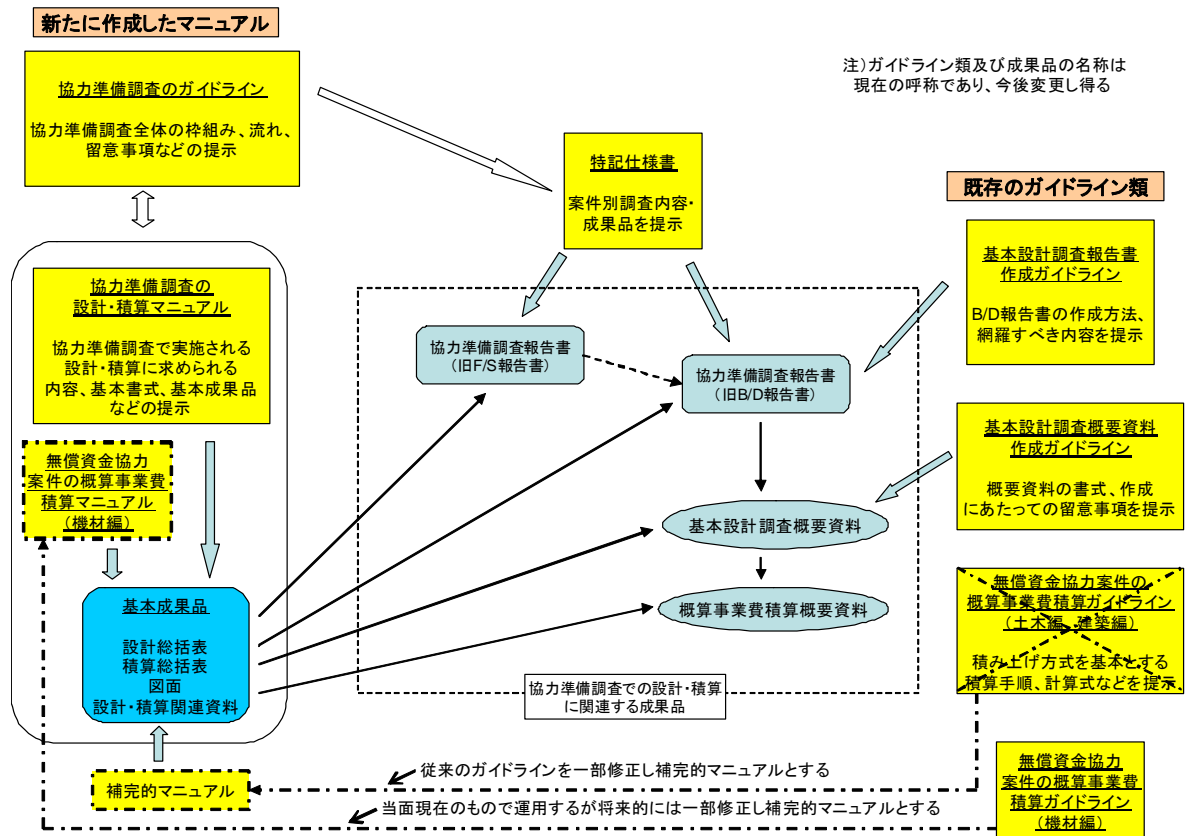 新たに作成したマニュアル
協力準備調査のガイドライン
協力準備調査全体の枠組み、流れ、
留意事項などの提示
注)ガイドライン類及び成果品の名称は
現在の呼称であり、今後変更し得る
特記仕様書
案件別調査内容・
成果品を提示
既存のガイドライン類
基本設計調査報告書
作成ガイドライン
B/D報告書の作成方法、
網羅すべき内容を提示
協力準備調査の
設計・積算マニュアル
協力準備調査で実施される
設計・積算に求められる
内容、基本書式、基本成果品
などの提示
協力準備調査報告書
(旧F/S報告書)
協力準備調査報告書
(旧B/D報告書)
基本設計調査概要資料
作成ガイドライン
概要資料の書式、作成
にあたっての留意事項を提示
無償資金協力
案件の概算事業費
積算マニュアル
(機材編)
基本設計調査概要資料
概算事業費積算概要資料
無償資金協力案件の
概算事業費積算ガイドライン
(土木編、建築編)
積み上げ方式を基本とする
積算手順、計算式などを提示
基本成果品
設計総括表
積算総括表
図面
設計・積算関連資料
協力準備調査での設計・積算
に関連する成果品
補完的マニュアル
従来のガイドラインを一部修正し補完的マニュアルとする
当面現在のもので運用するが将来的には一部修正し補完的マニュアルとする
無償資金協力
案件の概算事業費
積算ガイドライン
(機材編)